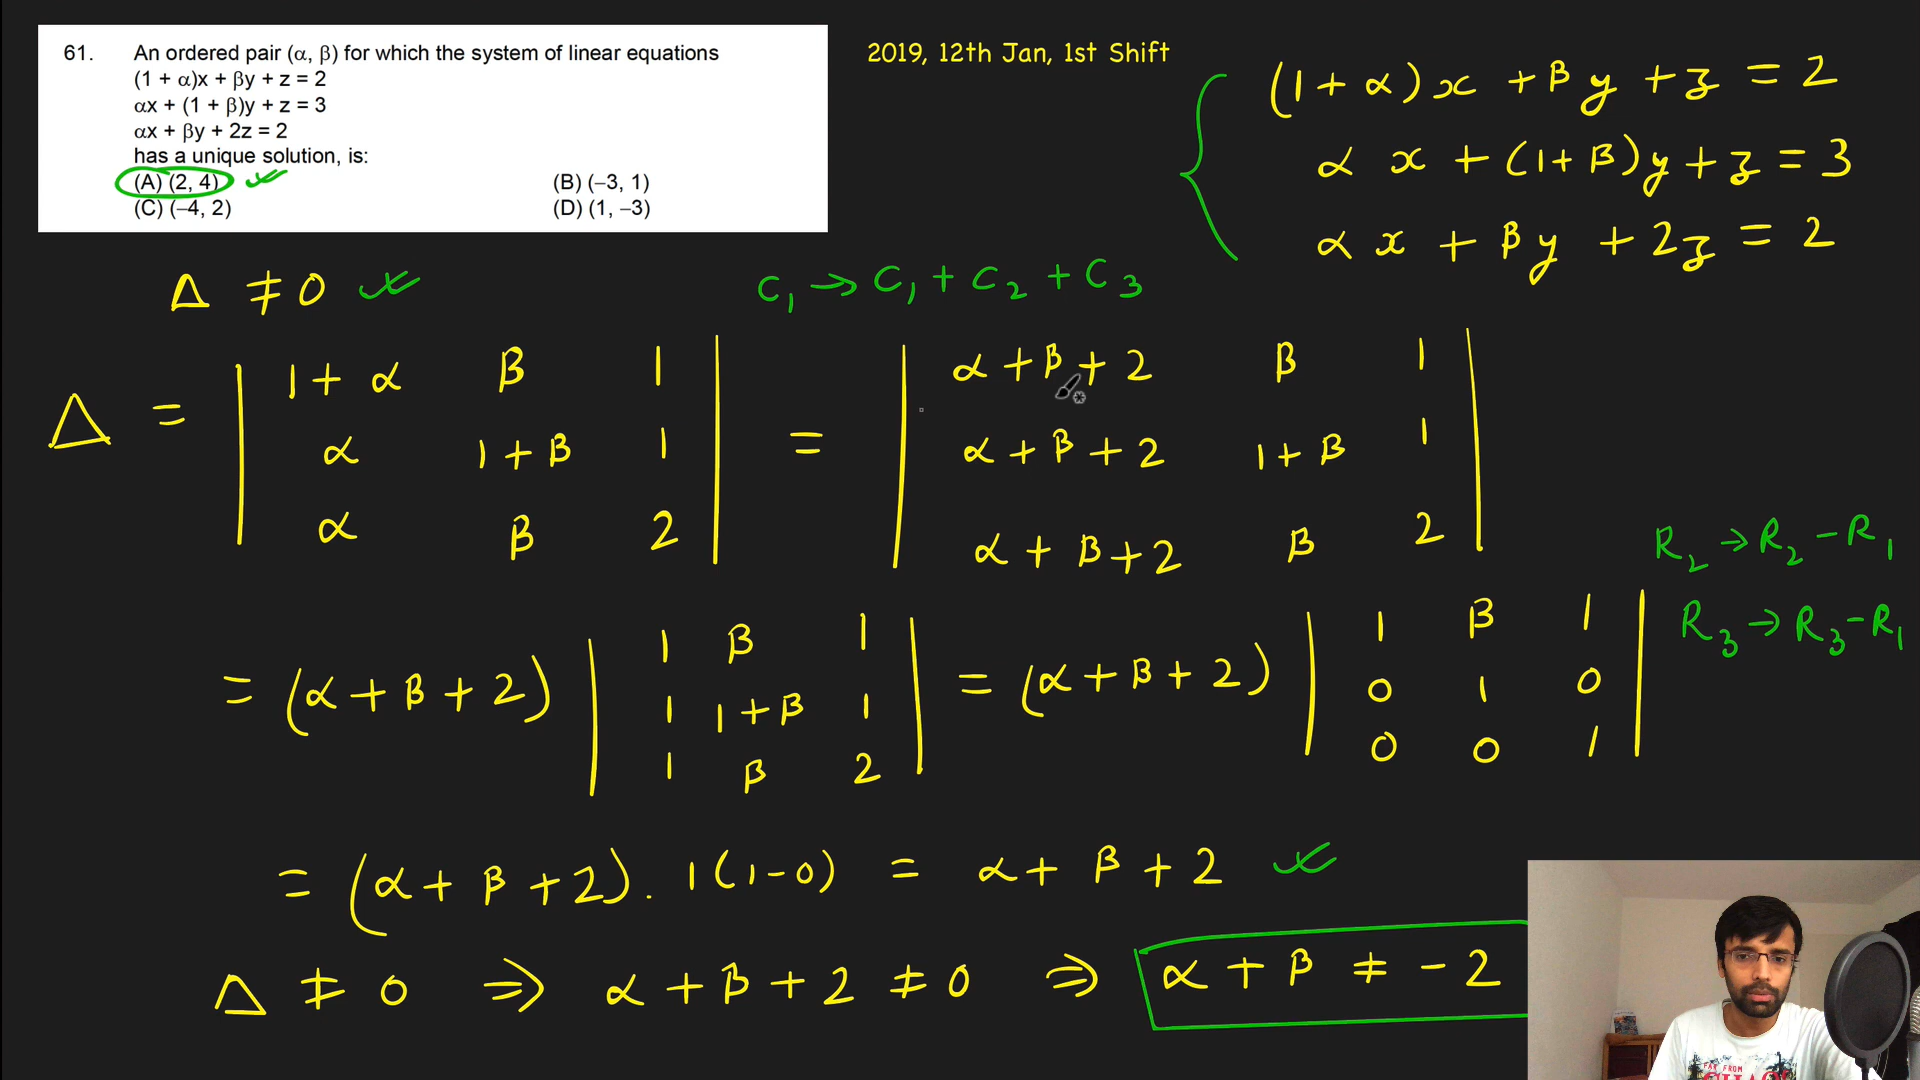 61. An ordered pair (α, β) for which the system of linear equations
(1 + α)x + βy + z = 2
αx + (1 + β)y + z = 3
αx + βy + 2z = 2
has a unique solution, is:
(A) (2, 4) (B) (−3, 1)
(C) (−4, 2) (D) (1, −3)
2019, 12th Jan, 1st Shift
(1 + α)x + βy + z = 2
αx + (1 + β)y + z = 3
αx + βy + 2z = 2
Δ ≠ 0
C₁ → C₁ + C₂ + C₃
Δ = | 1 + α β 1 | = | α + β + 2 β 1 |
| α 1 + β 1 | | α + β + 2 1 + β 1 |
| α β 2 | | α + β + 2 β 2 |
R₂ → R₂ − R₁
R₃ → R₃ − R₁
= (α + β + 2) | 1 β 1 | = (α + β + 2) | 1 β 1 |
| 1 1 + β 1 | | 0 1 0 |
| 1 β 2 | | 0 0 1 |
= (α + β + 2) . 1(1 − 0) = α + β + 2
Δ ≠ 0 ⇒ α + β + 2 ≠ 0 ⇒ α + β ≠ −2
FAR FROM